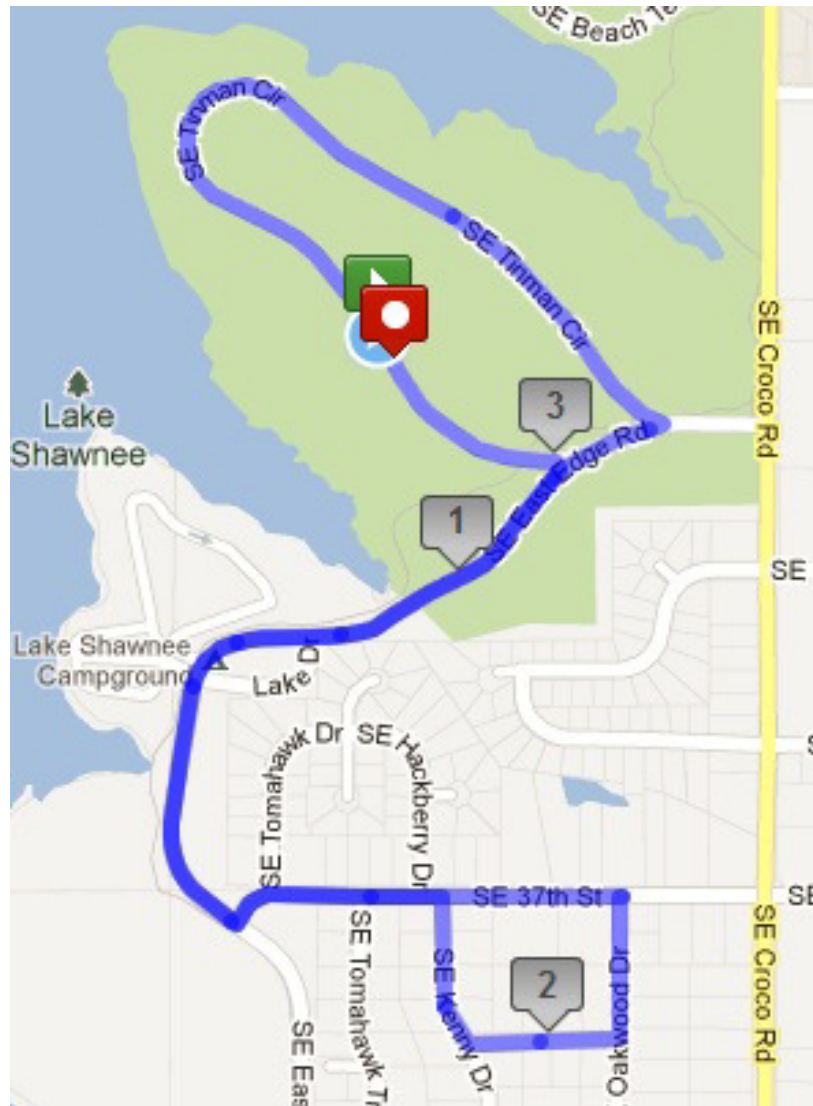 SE Beach Te
SE Tinman Cir
SE Tinman Cir
SE Croco Rd
3
Lake
Shawnee
SE East Edge Rd
1
SE
Lake Shawnee
Campground
Lake Dr
SE Tomahawk Dr
SE Hackberry Dr
S
SE 37th St
SE
SE Tomahawk Tr
SE Kenny Dr
2
Oakwood Dr
SE Croco Rd
SE Eas